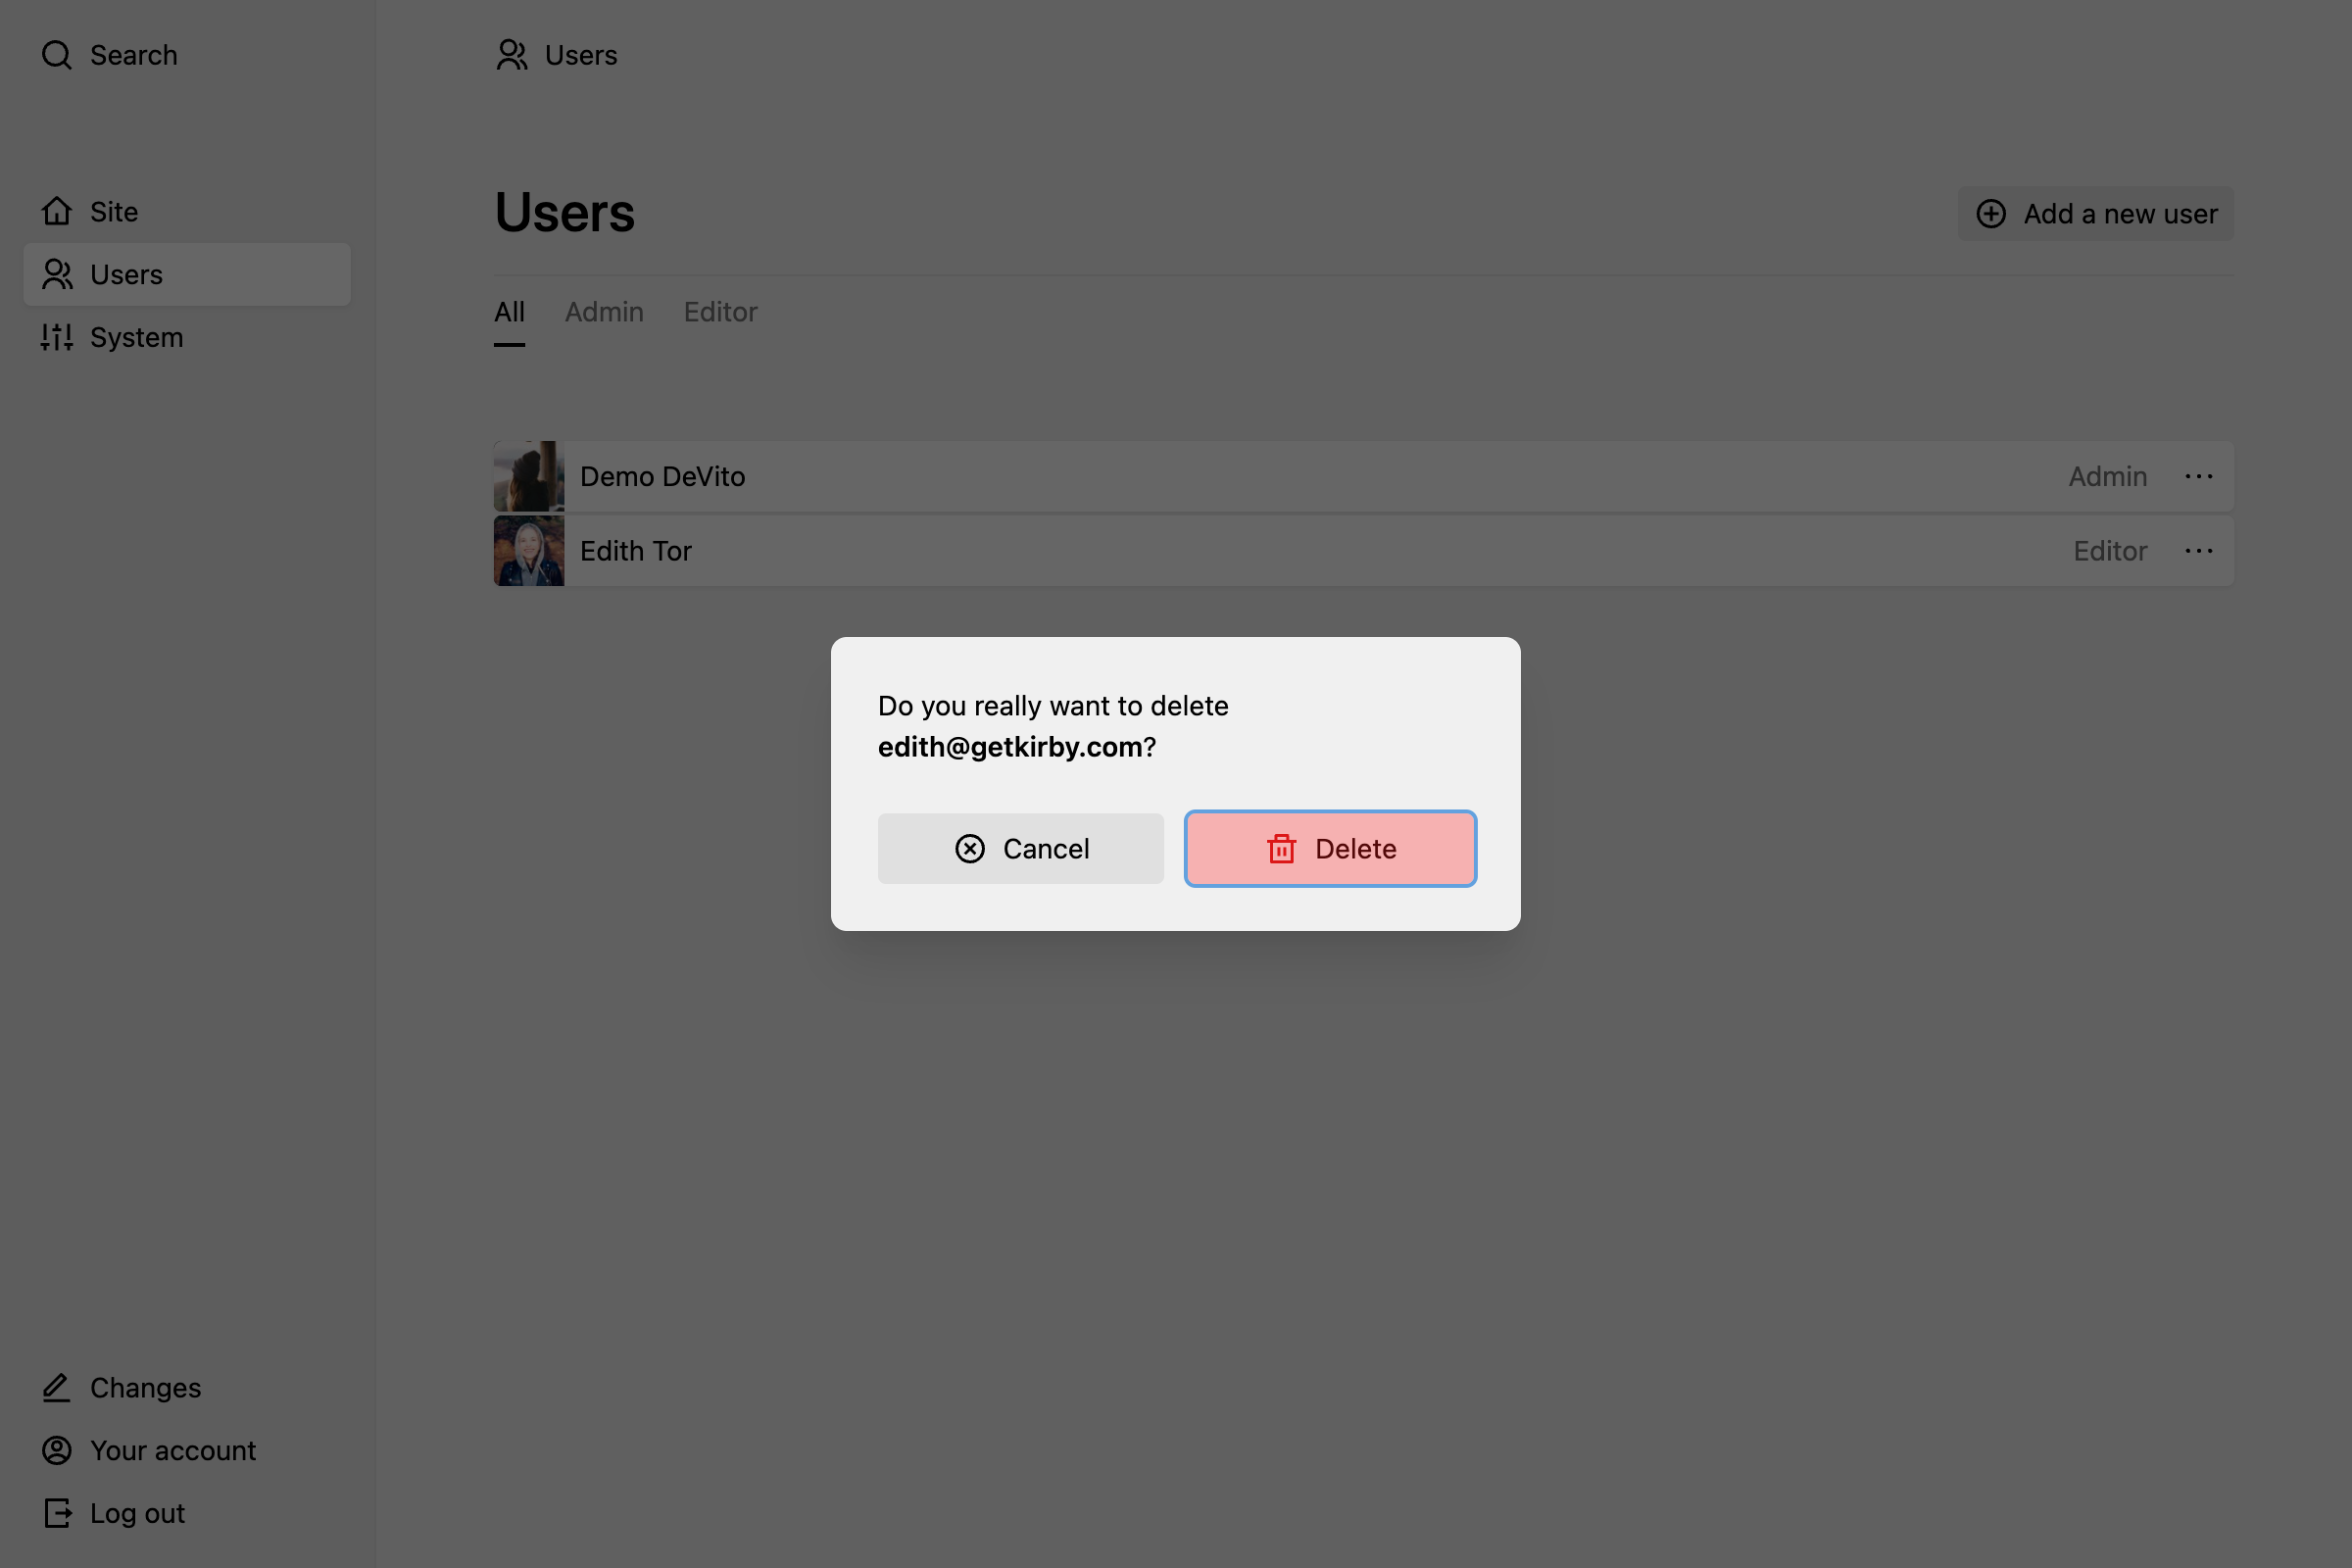 Search
Users
Site
Users
System
Users
Add a new user
All Admin Editor
Demo DeVito Admin
Edith Tor Editor
Do you really want to delete
edith@getkirby.com?
Cancel Delete
Changes
Your account
Log out